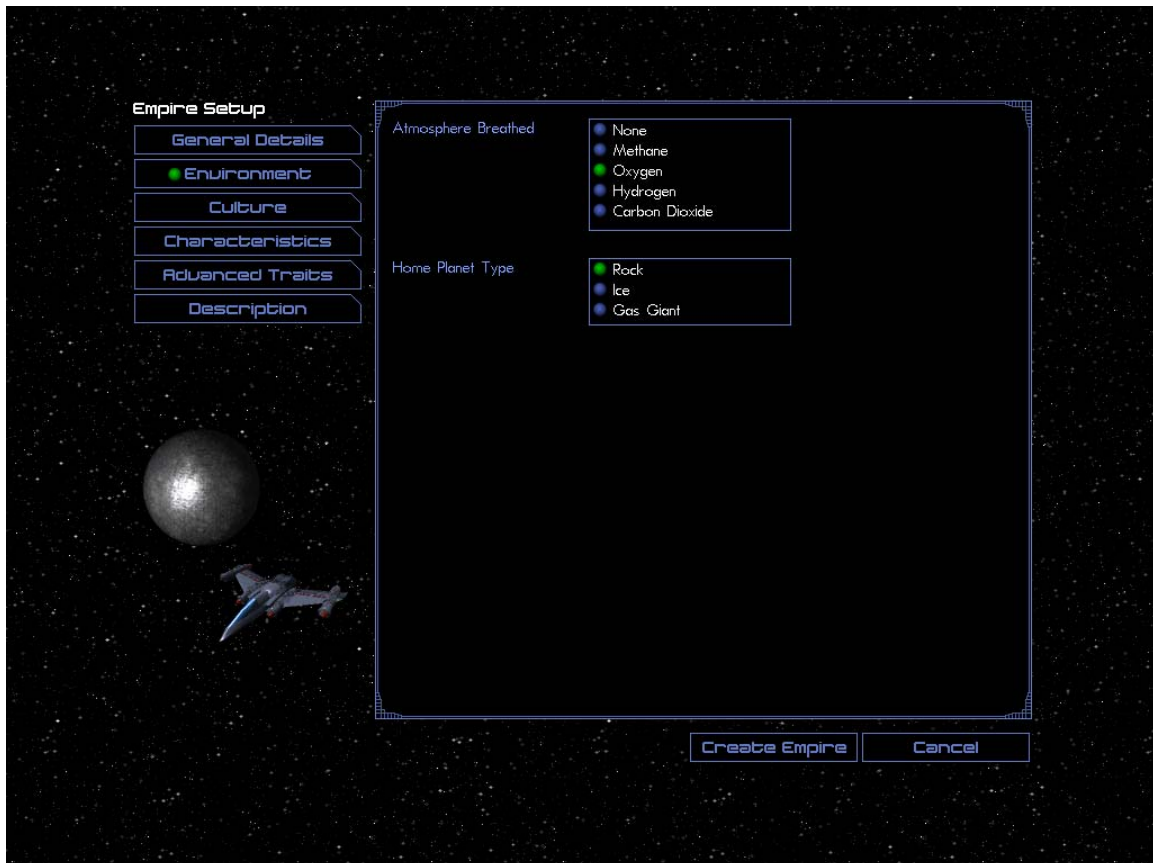 Empire Setup
General Details
Environment
Culture
Characteristics
Advanced Traits
Description
Atmosphere Breathed
None
Methane
Oxygen
Hydrogen
Carbon Dioxide
Home Planet Type
Rock
Ice
Gas Giant
Create Empire
Cancel